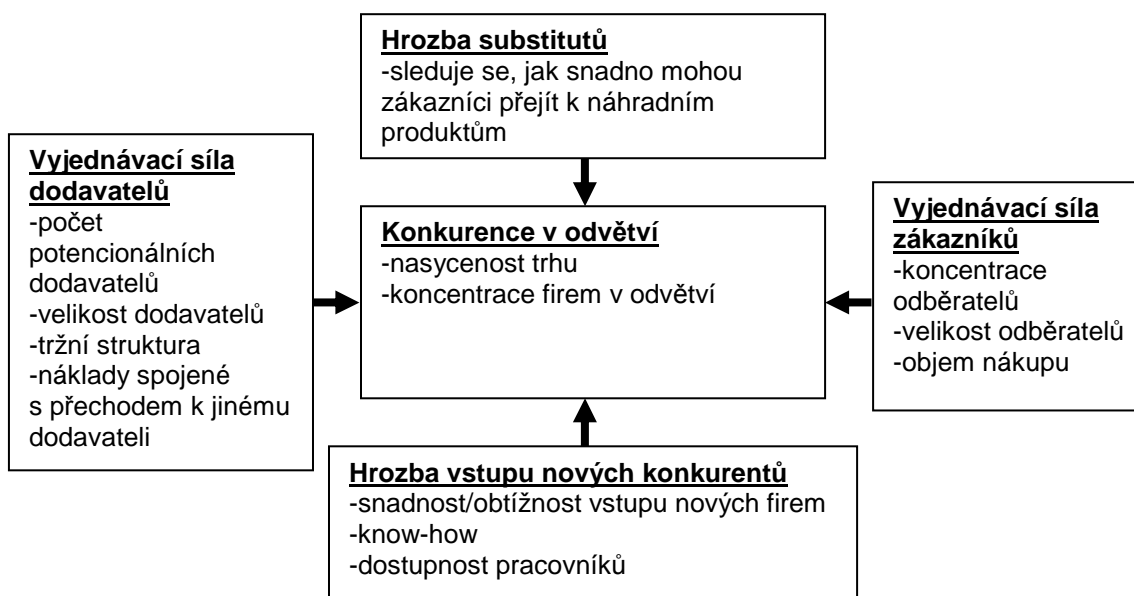 Hrozba substitutů
-sleduje se, jak snadno mohou
zákazníci přejít k náhradním
produktům
Vyjednávací síla
dodavatelů
-počet
potencionálních
dodavatelů
-velikost dodavatelů
-tržní struktura
-náklady spojené
s přechodem k jinému
dodavateli
Konkurence v odvětví
-nasycenost trhu
-koncentrace firem v odvětví
Vyjednávací síla
zákazníků
-koncentrace
odběratelů
-velikost odběratelů
-objem nákupu
Hrozba vstupu nových konkurentů
-snadnost/obtížnost vstupu nových firem
-know-how
-dostupnost pracovníků